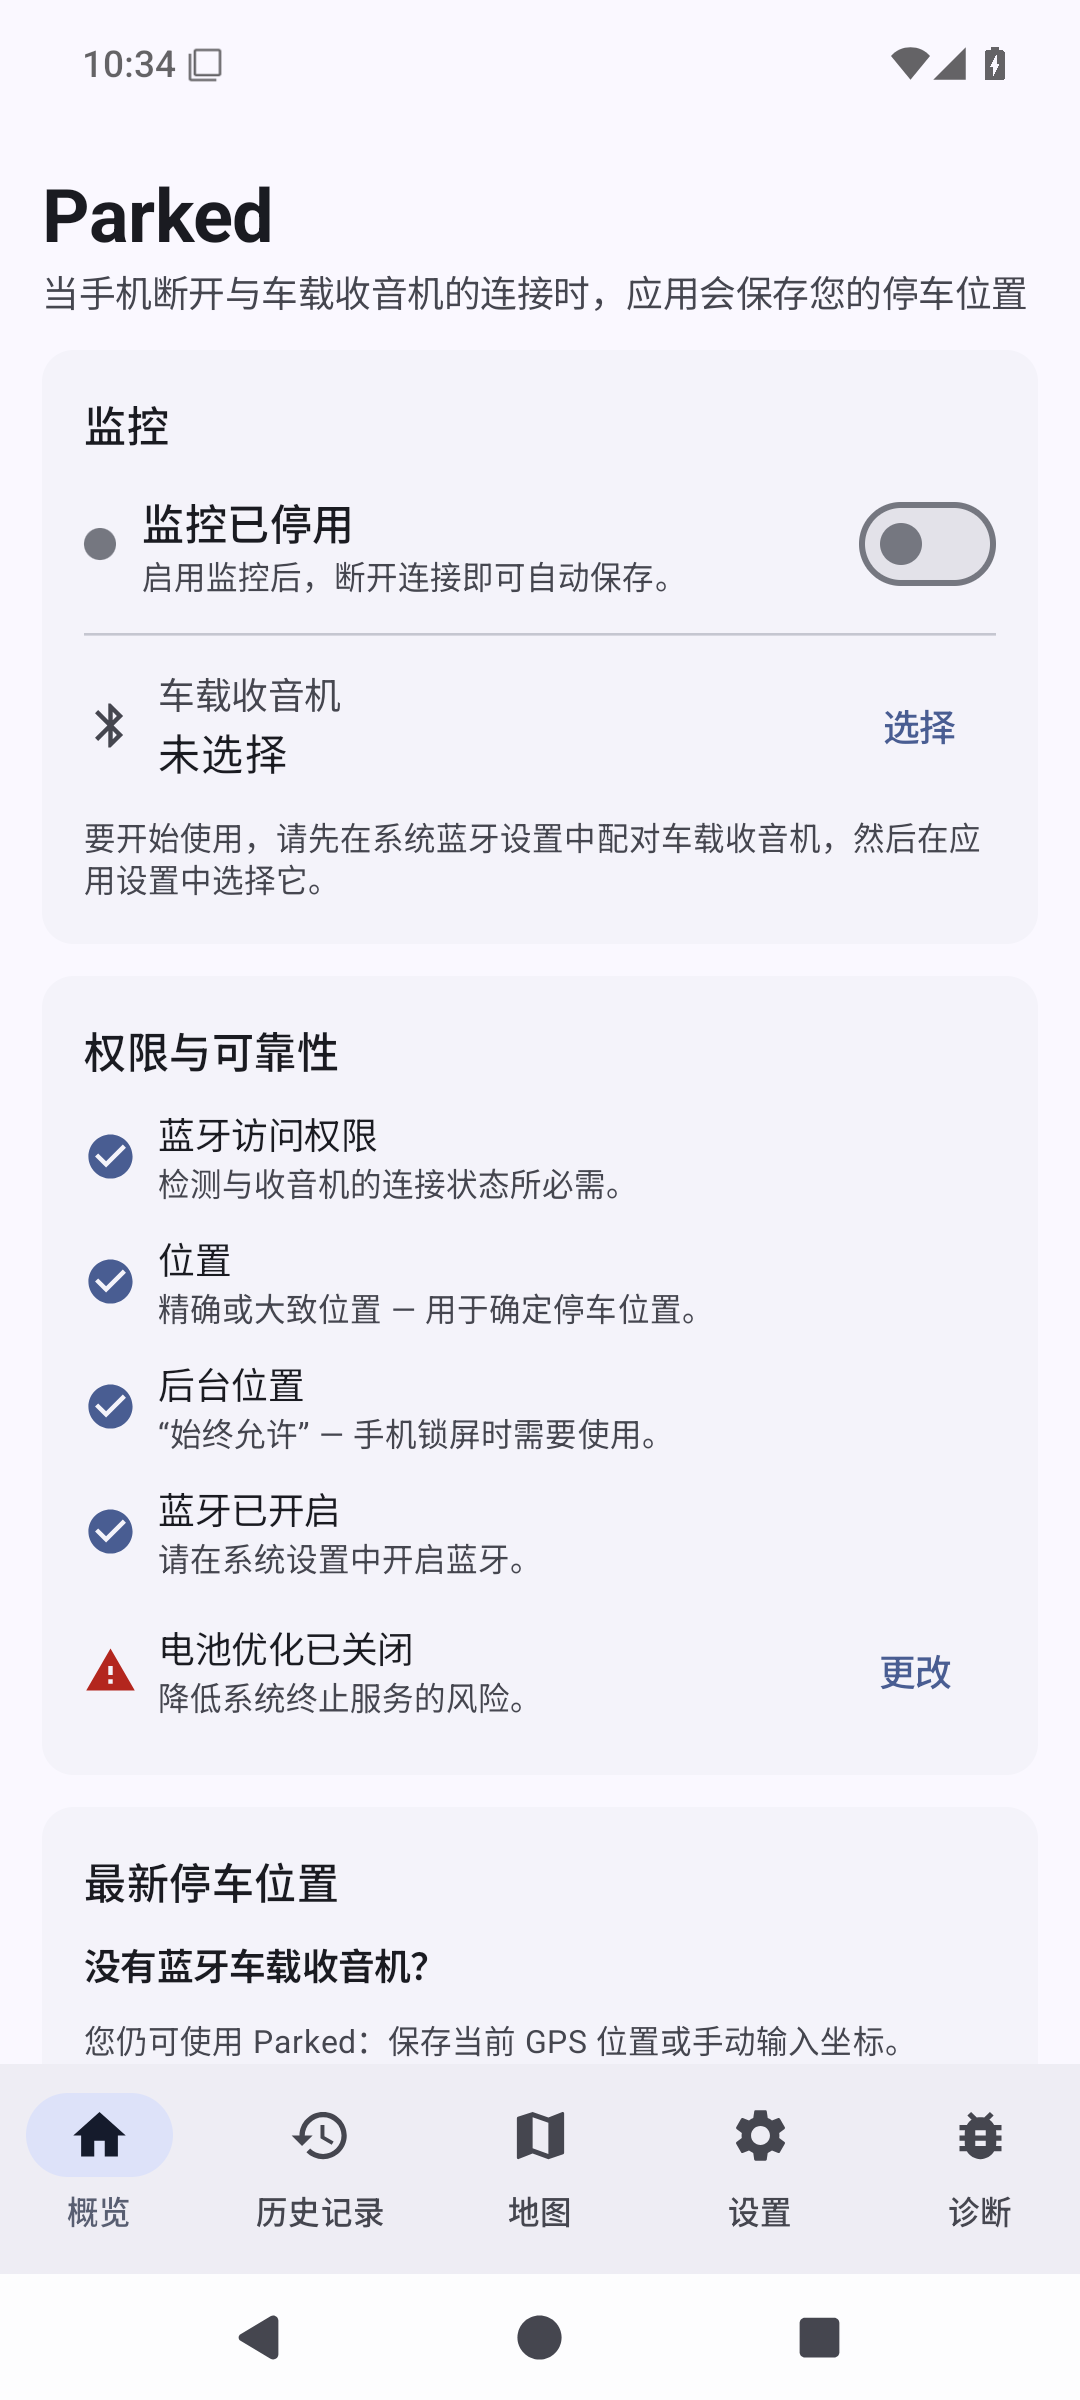 10:34
Parked
当手机断开与车载收音机的连接时，应用会保存您的停车位置
监控
监控已停用
启用监控后，断开连接即可自动保存。
车载收音机
未选择
选择
要开始使用，请先在系统蓝牙设置中配对车载收音机，然后在应
用设置中选择它。
权限与可靠性
蓝牙访问权限
检测与收音机的连接状态所必需。
位置
精确或大致位置 – 用于确定停车位置。
后台位置
“始终允许” – 手机锁屏时需要使用。
蓝牙已开启
请在系统设置中开启蓝牙。
电池优化已关闭
降低系统终止服务的风险。
更改
最新停车位置
没有蓝牙车载收音机？
您仍可使用 Parked：保存当前 GPS 位置或手动输入坐标。
概览
历史记录
地图
设置
诊断